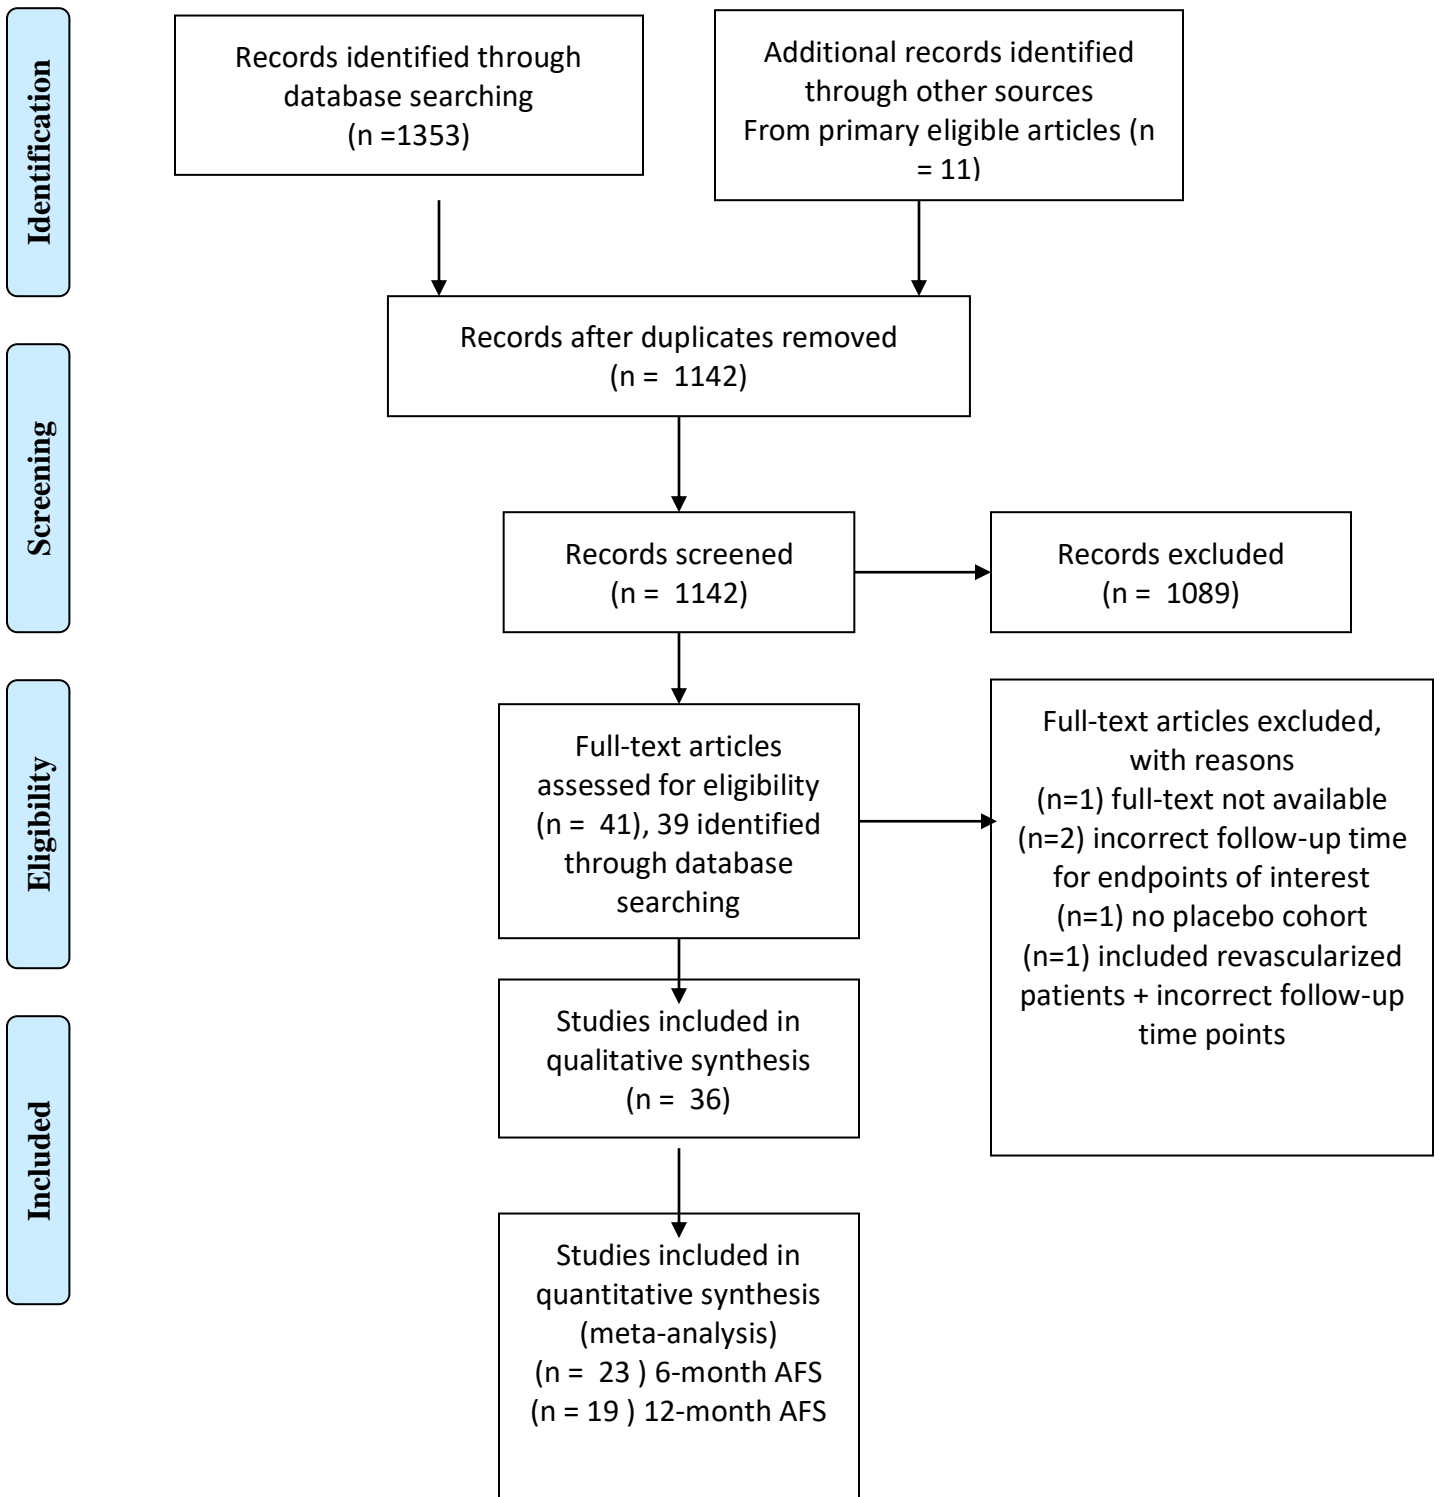 Identification
Records identified through
database searching
(n =1353)
Additional records identified
through other sources
From primary eligible articles (n
= 11)
Records after duplicates removed
(n =  1142)
Screening
Records screened
(n =  1142)
Records excluded
(n =  1089)
Eligibility
Full-text articles
assessed for eligibility
(n =  41), 39 identified
through database
searching
Full-text articles excluded,
with reasons
(n=1) full-text not available
(n=2) incorrect follow-up time
for endpoints of interest
(n=1) no placebo cohort
(n=1) included revascularized
patients + incorrect follow-up
time points
Included
Studies included in
qualitative synthesis
(n =  36)
Studies included in
quantitative synthesis
(meta-analysis)
(n =  23 ) 6-month AFS
(n = 19 ) 12-month AFS